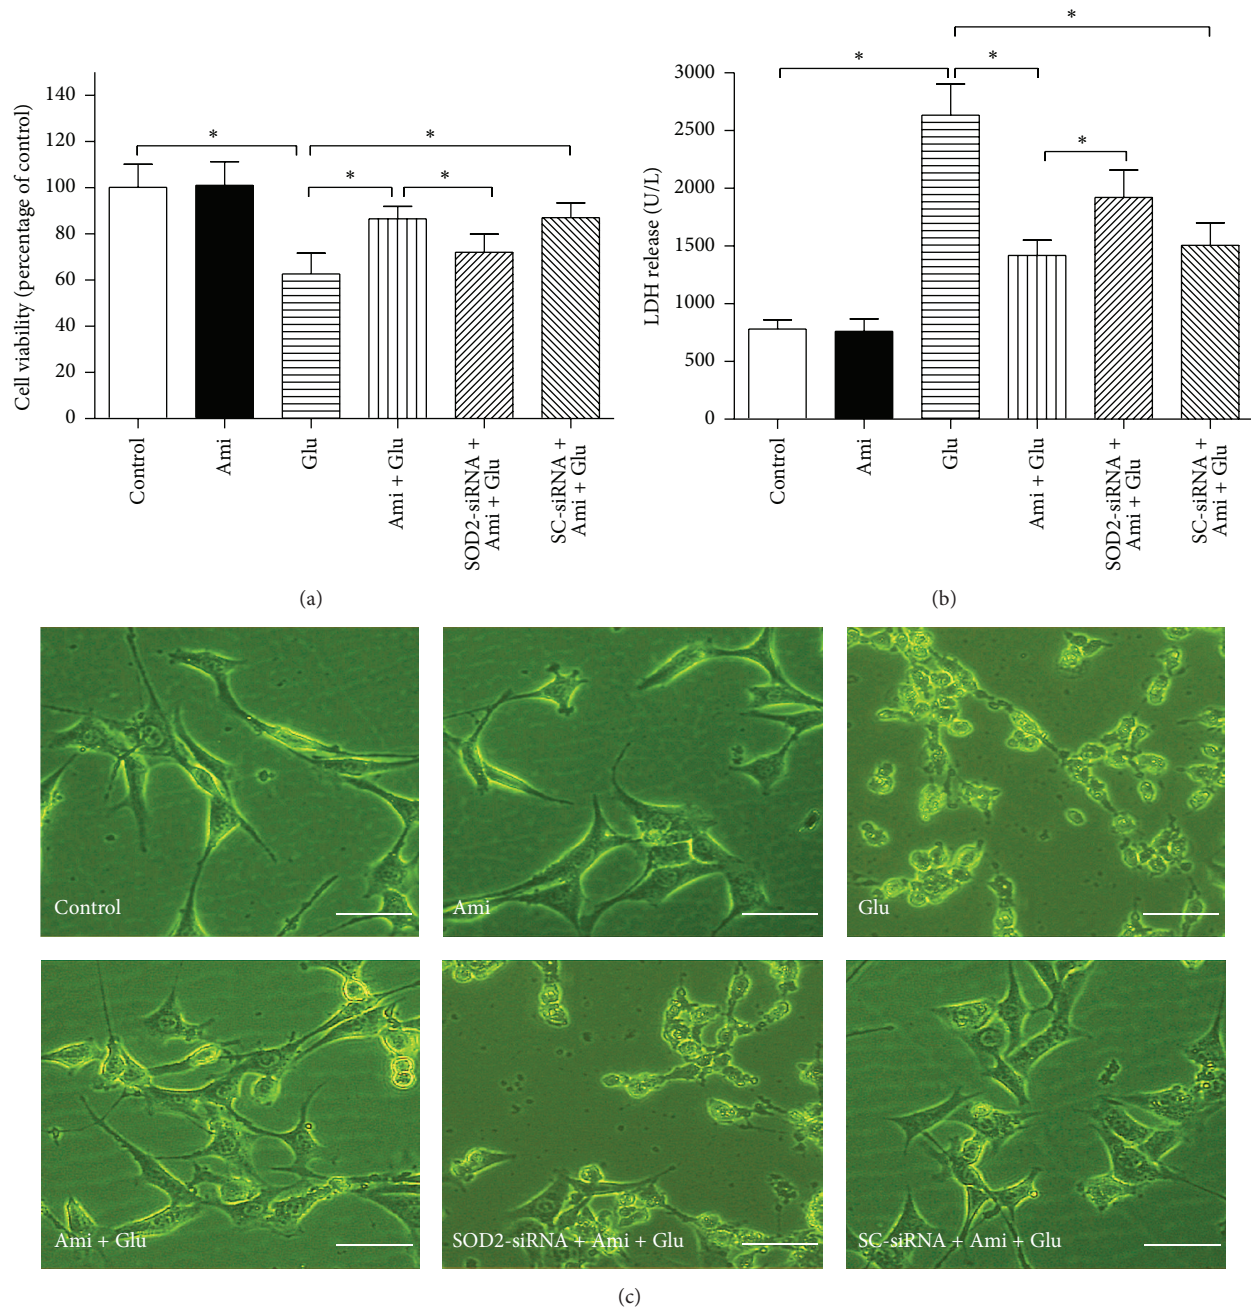 Cell viability (percentage of control)
140
120
100
80
60
40
20
0
*
*
*
*
Control
Ami
Glu
Ami + Glu
SOD2-siRNA +
Ami + Glu
SC-siRNA +
Ami + Glu
(a)
LDH release (U/L)
3000
2500
2000
1500
1000
500
0
*
*
*
*
Control
Ami
Glu
Ami + Glu
SOD2-siRNA +
Ami + Glu
SC-siRNA +
Ami + Glu
(b)
Control
Ami
Glu
Ami + Glu
SOD2-siRNA + Ami + Glu
SC-siRNA + Ami + Glu
(c)